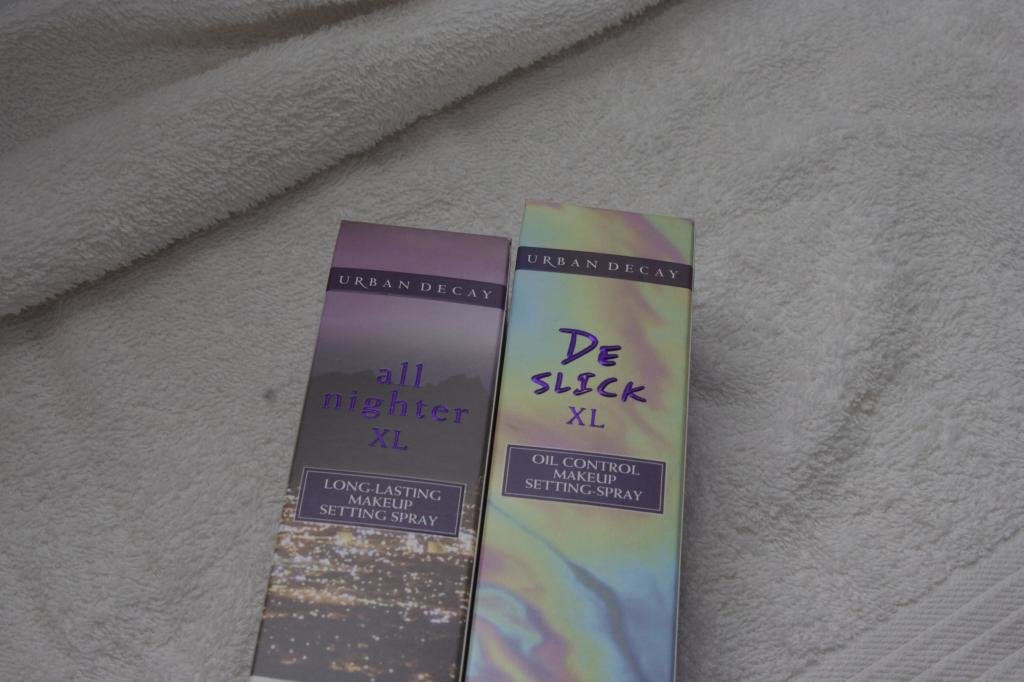 URBAN DECAY
all
nighter
XL
LONG-LASTING
MAKEUP
SETTING SPRAY
URBAN DECAY
DE
SLICK
XL
OIL CONTROL
MAKEUP
SETTING-SPRAY